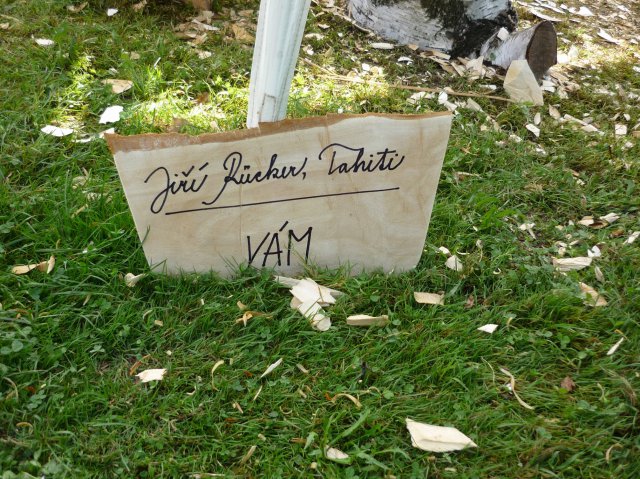 Jiří Rücker, Tahiti
VÁM